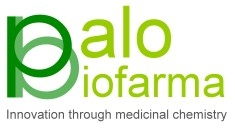 palo
biofarma
Innovation through medicinal chemistry